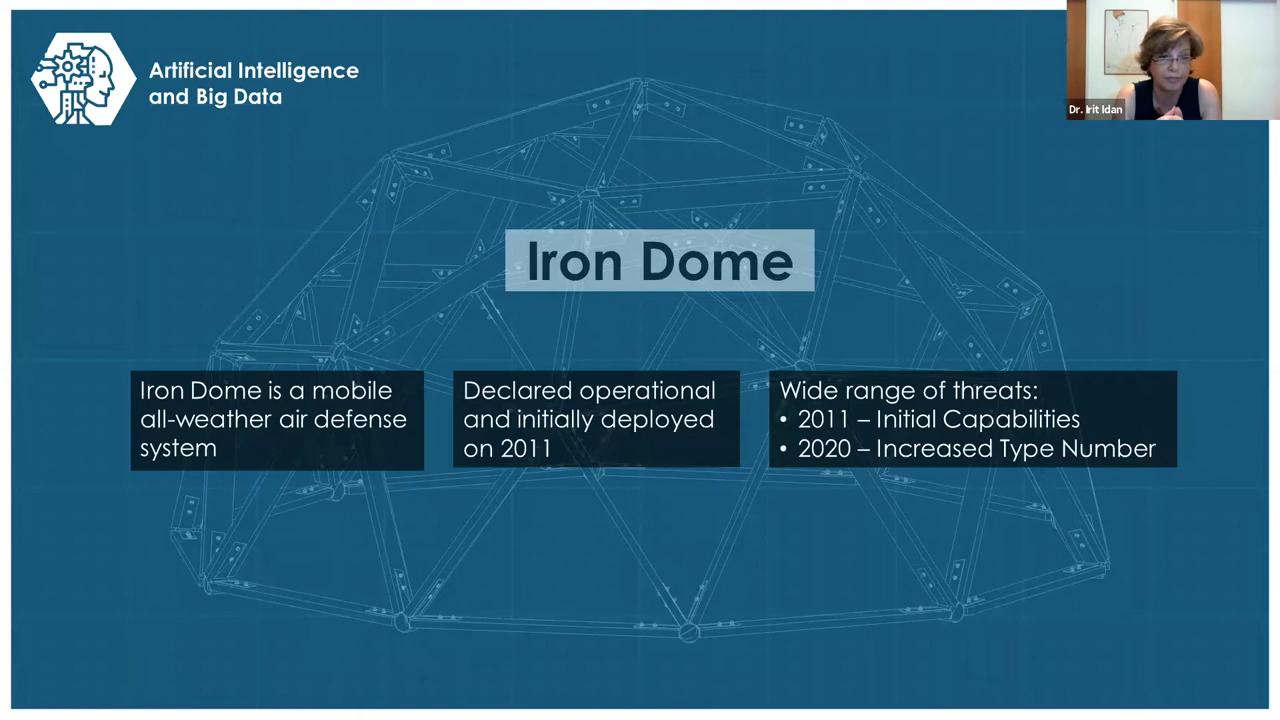 Artificial Intelligence
and Big Data
Dr. Irit Idan
Iron Dome
Iron Dome is a mobile
all-weather air defense
system
Declared operational
and initially deployed
on 2011
Wide range of threats:
• 2011 – Initial Capabilities
• 2020 – Increased Type Number